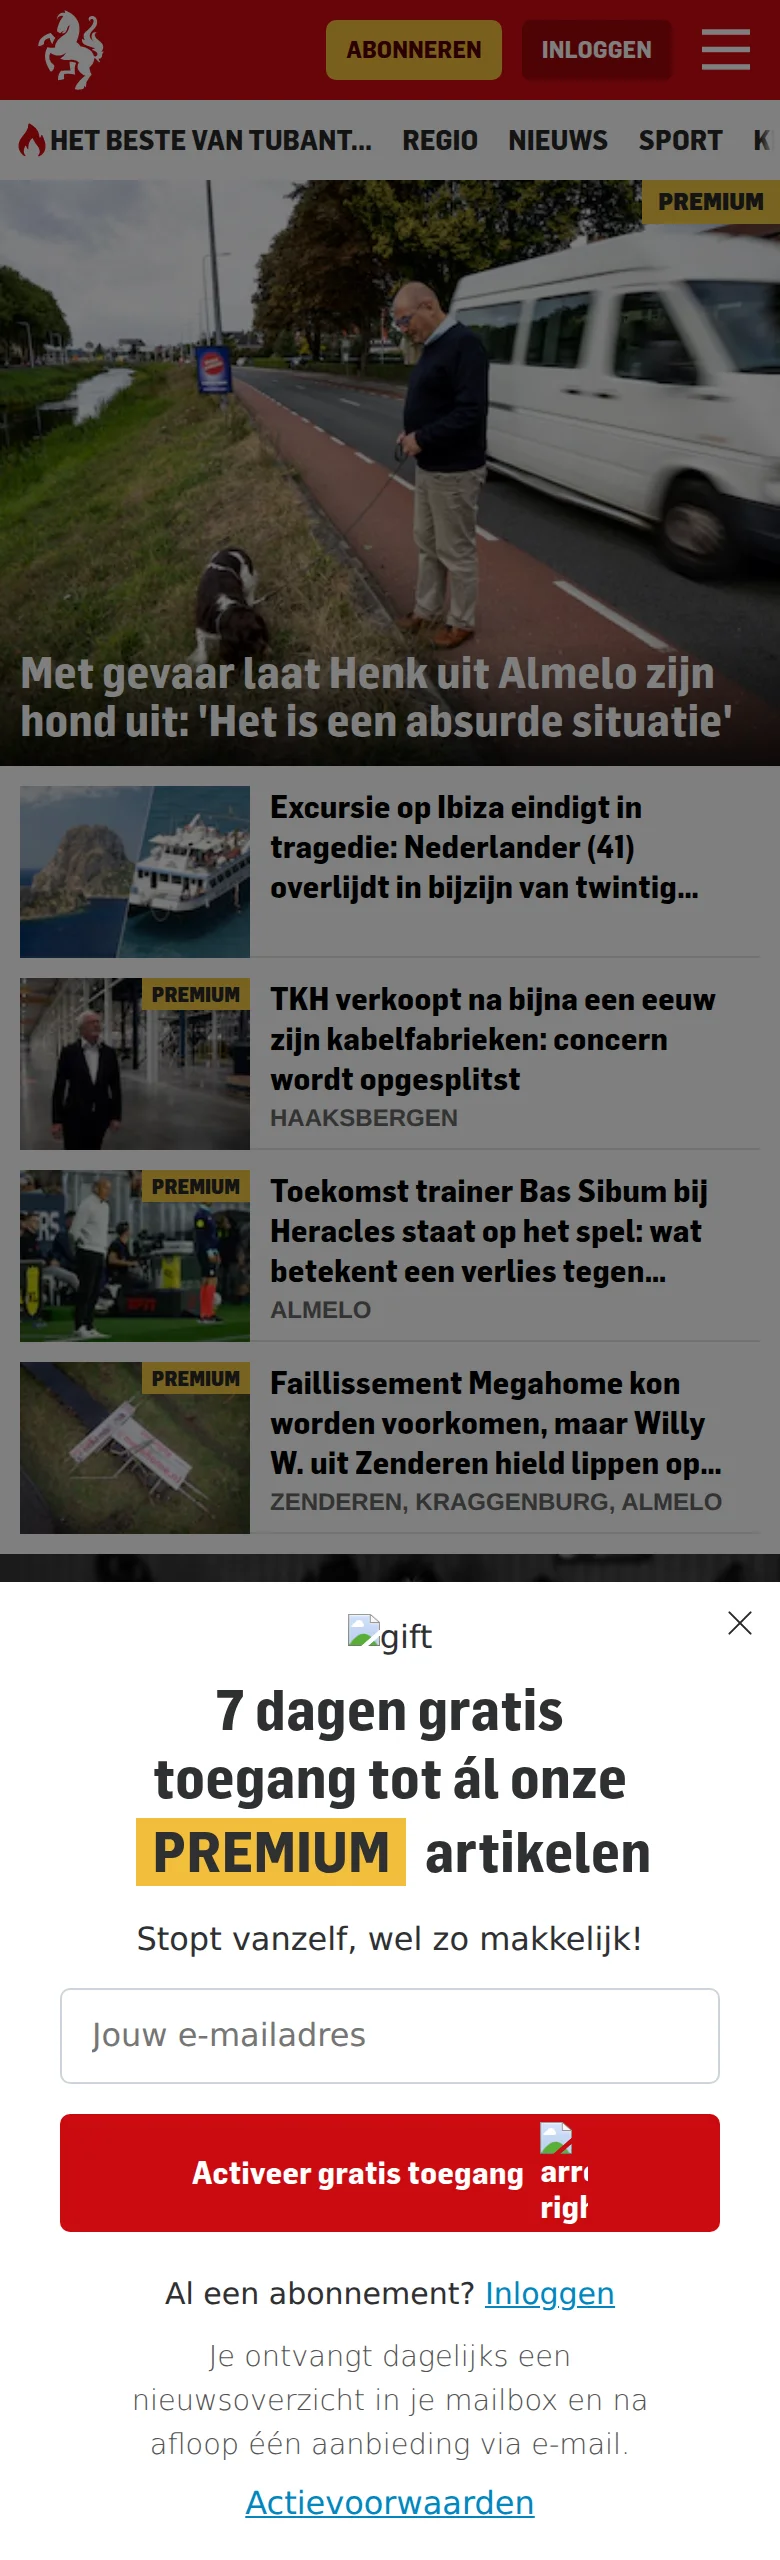 ABONNEREN
INLOGGEN
HET BESTE VAN TUBANT... REGIO NIEUWS SPORT K
PREMIUM
Met gevaar laat Henk uit Almelo zijn
hond uit: 'Het is een absurde situatie'
Excursie op Ibiza eindigt in
tragedie: Nederlander (41)
overlijdt in bijzijn van twintig...
PREMIUM
TKH verkoopt na bijna een eeuw
zijn kabelfabrieken: concern
wordt opgesplitst
HAAKSBERGEN
PREMIUM
Toekomst trainer Bas Sibum bij
Heracles staat op het spel: wat
betekent een verlies tegen...
ALMELO
PREMIUM
Faillissement Megahome kon
worden voorkomen, maar Willy
W. uit Zenderen hield lippen op...
ZENDEREN, KRAGGENBURG, ALMELO
gift
7 dagen gratis
toegang tot ál onze
PREMIUM artikelen
Stopt vanzelf, wel zo makkelijk!
Jouw e-mailadres
Activeer gratis toegang
arr
righ
Al een abonnement? Inloggen
Je ontvangt dagelijks een
nieuwsoverzicht in je mailbox en na
afloop één aanbieding via e-mail.
Actievoorwaarden